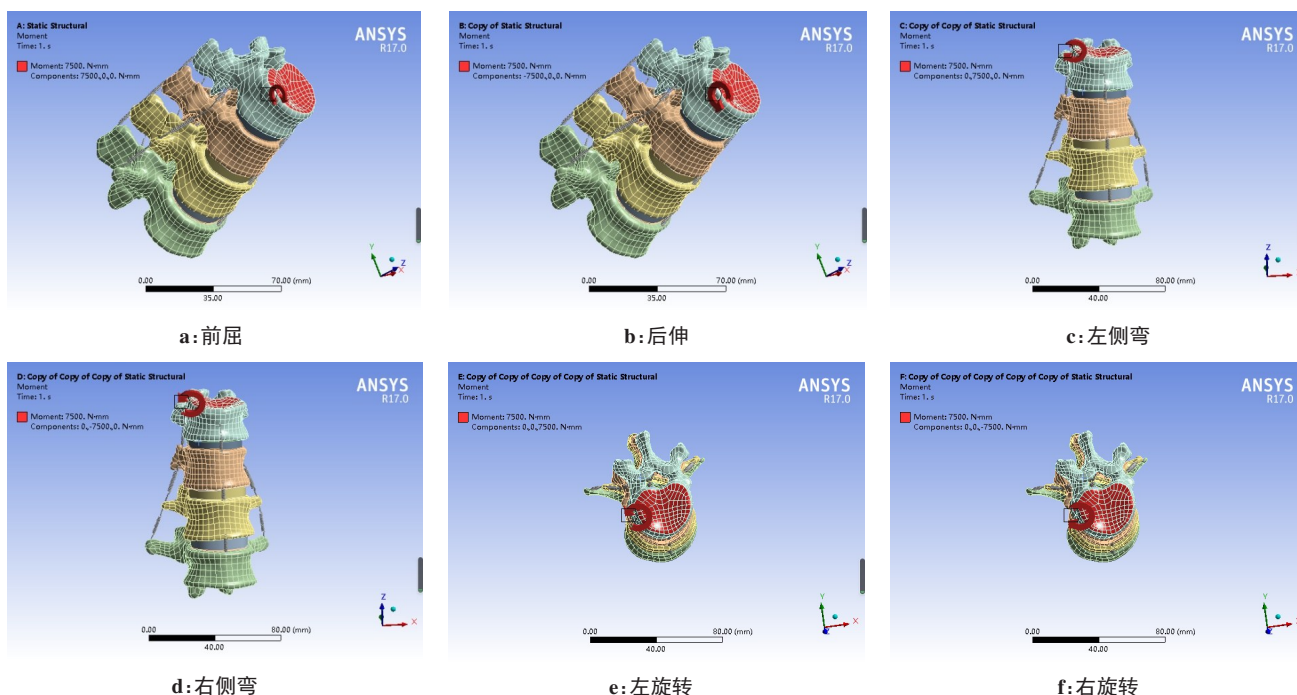 A: Static Structural
Moment
Time: 1. s
Moment: 7500. N·mm
Components: 7500.,0.,0. N·mm
ANSYS
R17.0
Y
Z
X
0.00
70.00 (mm)
35.00
a:前屈
B: Copy of Static Structural
Moment
Time: 1. s
Moment: 7500. N·mm
Components: -7500.,0.,0. N·mm
ANSYS
R17.0
Y
Z
X
0.00
70.00 (mm)
35.00
b:后伸
C: Copy of Copy of Static Structural
Moment
Time: 1. s
Moment: 7500. N·mm
Components: 0.,7500.,0. N·mm
ANSYS
R17.0
Z
0.00
80.00 (mm)
40.00
c:左侧弯
D: Copy of Copy of Copy of Static Structural
Moment
Time: 1. s
Moment: 7500. N·mm
Components: 0.,-7500.,0. N·mm
ANSYS
R17.0
Z
X
0.00
80.00 (mm)
40.00
d:右侧弯
E: Copy of Copy of Copy of Copy of Static Structural
Moment
Time: 1. s
Moment: 7500. N·mm
Components: 0.,0.,7500. N·mm
ANSYS
R17.0
Y
X
Z
0.00
80.00 (mm)
40.00
e:左旋转
F: Copy of Copy of Copy of Copy of Copy of Static Structural
Moment
Time: 1. s
Moment: 7500. N·mm
Components: 0.,0.,-7500. N·mm
ANSYS
R17.0
Y
X
Z
0.00
80.00 (mm)
40.00
f:右旋转